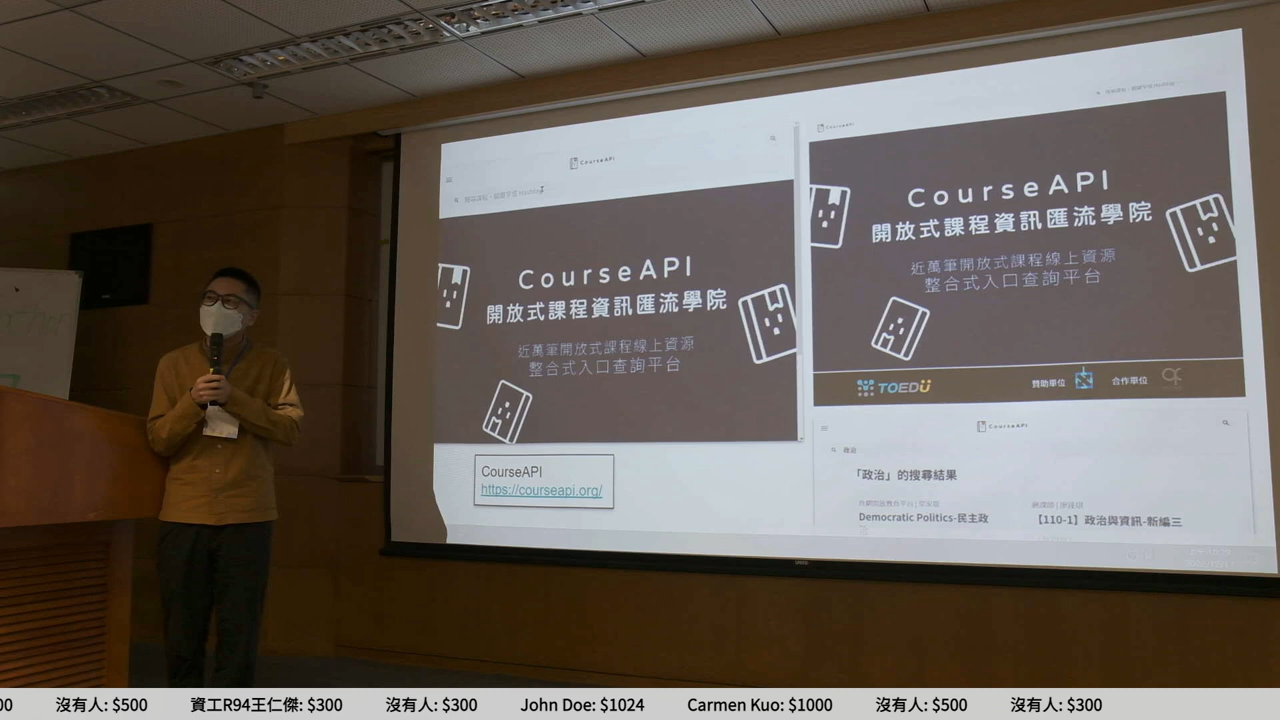 CourseAPI
CourseAPI
開放式課程資訊匯流學院
近萬筆開放式課程線上資源
整合式入口查詢平台
CourseAPI
https://courseapi.org/
CourseAPI
CourseAPI
開放式課程資訊匯流學院
近萬筆開放式課程線上資源
整合式入口查詢平台
TOEDU
贊助單位
合作單位
CourseAPI
政治
「政治」的搜尋結果
Democratic Politics-民主政
【110-1】政治與資訊-新編三
00 沒有人: $500 資工R94王仁傑: $300 沒有人: $300 John Doe: $1024 Carmen Kuo: $1000 沒有人: $500 沒有人: $300